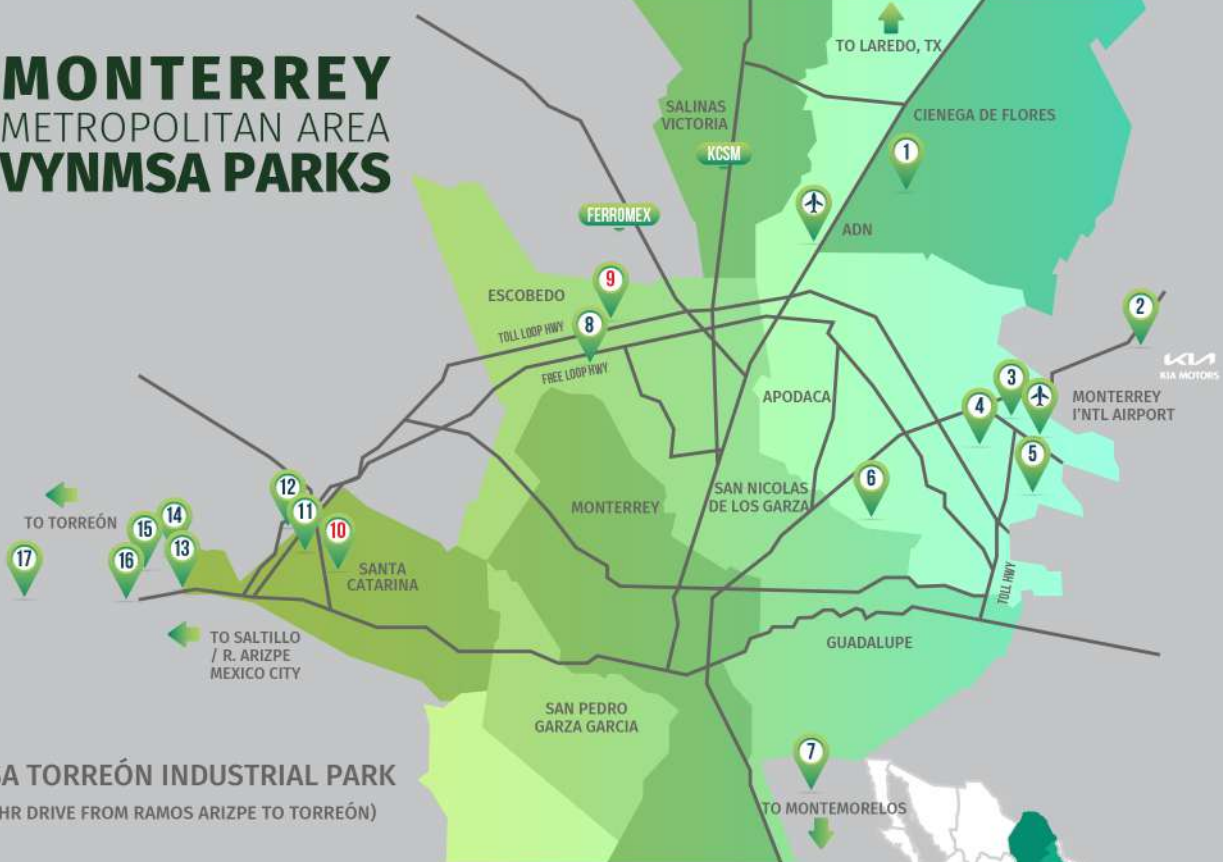 MONTERREY
METROPOLITAN AREA
VYNMSA PARKS
TO LAREDO, TX
SALINAS
VICTORIA
CIENEGA DE FLORES
KCSM
1
FERROMEX
ADN
ESCOBEDO
9
2
TOLL LOOP HWY
8
KIA
KIA MOTORS
FREE LOOP HWY
3
APODACA
4
MONTERREY
I'NTL AIRPORT
5
12
6
SAN NICOLAS
DE LOS GARZA
MONTERREY
11
TO TORREÓN
14
15
10
13
17
16
SANTA
CATARINA
TOLL HWY
TO SALTILLO
/ R. ARIZPE
MEXICO CITY
GUADALUPE
SAN PEDRO
GARZA GARCIA
7
SA TORREÓN INDUSTRIAL PARK
HR DRIVE FROM RAMOS ARIZPE TO TORREÓN)
TO MONTEMORELOS